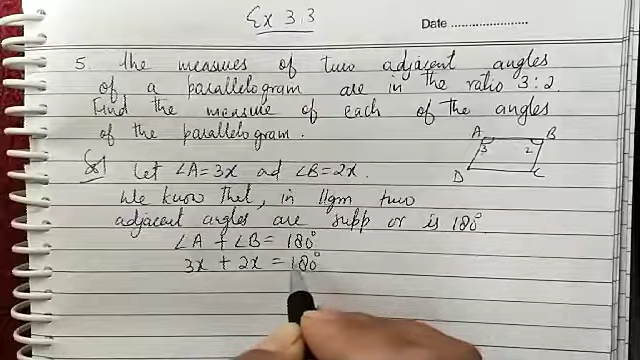 Ex 3.3
Date ........................
5. The measures of two adjacent angles
of a parallelogram are in the ratio 3:2
Find the measure of each of the angles
of the parallelogram.
A B
3 2
D C
Let ∠A=3x ad ∠B=2x.
We know that, in llgm two
adjacent angles are supp or is 180°
∠A + ∠B = 180°
3x + 2x = 180°